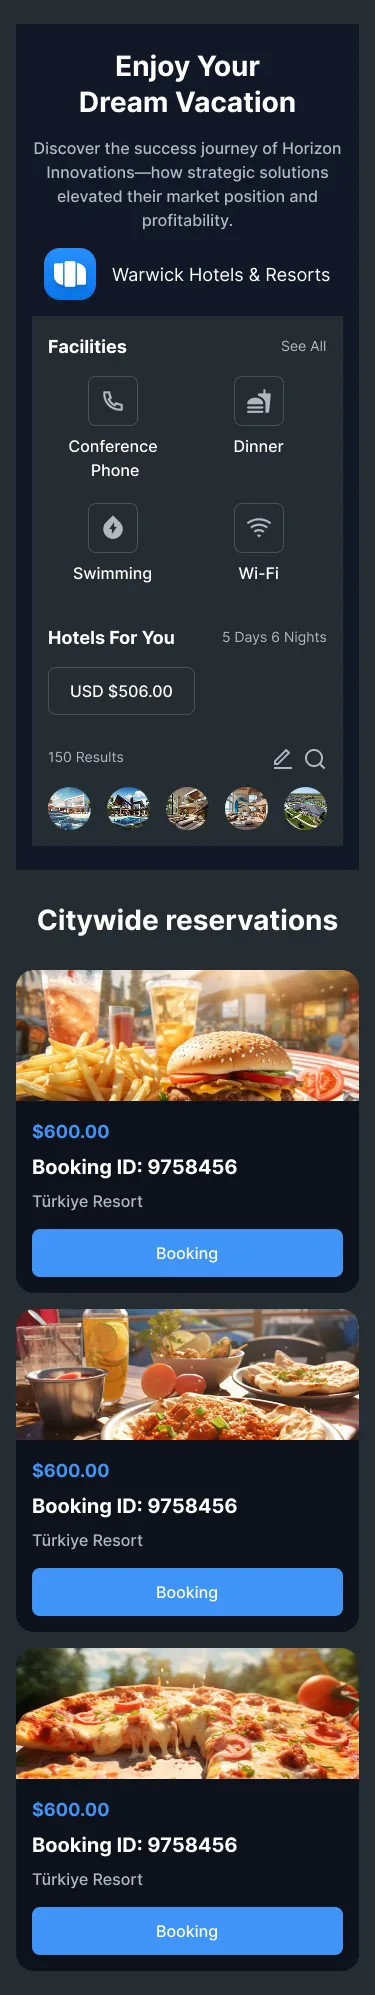 Enjoy Your
Dream Vacation
Discover the success journey of Horizon
Innovations—how strategic solutions
elevated their market position and
profitability.
Warwick Hotels & Resorts
Facilities
See All
Conference
Phone
Dinner
Swimming
Wi-Fi
Hotels For You
5 Days 6 Nights
USD $506.00
150 Results
Citywide reservations
$600.00
Booking ID: 9758456
Türkiye Resort
Booking
$600.00
Booking ID: 9758456
Türkiye Resort
Booking
$600.00
Booking ID: 9758456
Türkiye Resort
Booking